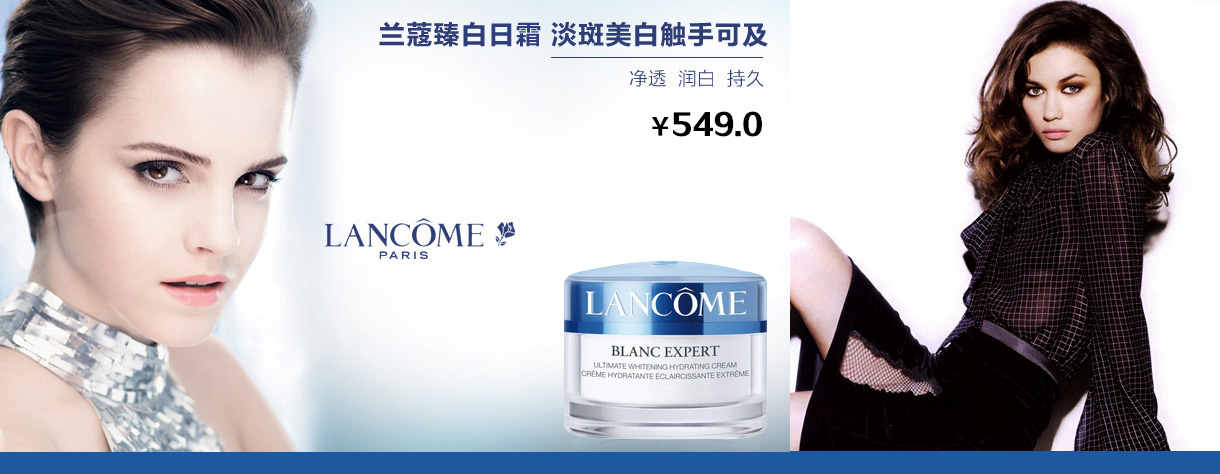 兰蔻臻白日霜 淡斑美白触手可及
净透 润白 持久
¥549.0
LANCÔME
PARIS
LANCÔME
BLANC EXPERT
ULTIMATE WHITENING HYDRATING CREAM
CRÈME HYDRATANTE ÉCLAIRCISSANTE EXTRÊME